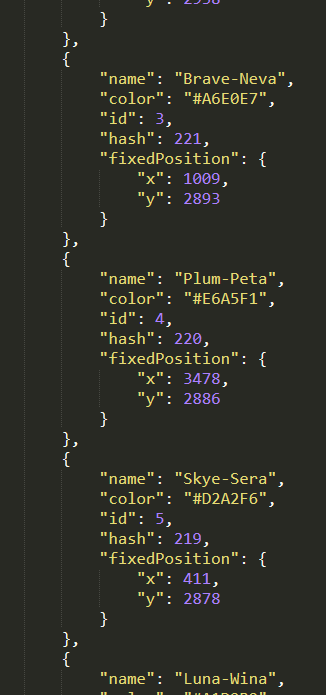 "y": 2936
}
},
{
"name": "Brave-Neva",
"color": "#A6E0E7",
"id": 3,
"hash": 221,
"fixedPosition": {
"x": 1009,
"y": 2893
}
},
{
"name": "Plum-Peta",
"color": "#E6A5F1",
"id": 4,
"hash": 220,
"fixedPosition": {
"x": 3478,
"y": 2886
}
},
{
"name": "Skye-Sera",
"color": "#D2A2F6",
"id": 5,
"hash": 219,
"fixedPosition": {
"x": 411,
"y": 2878
}
},
{
"name": "Luna-Wina",